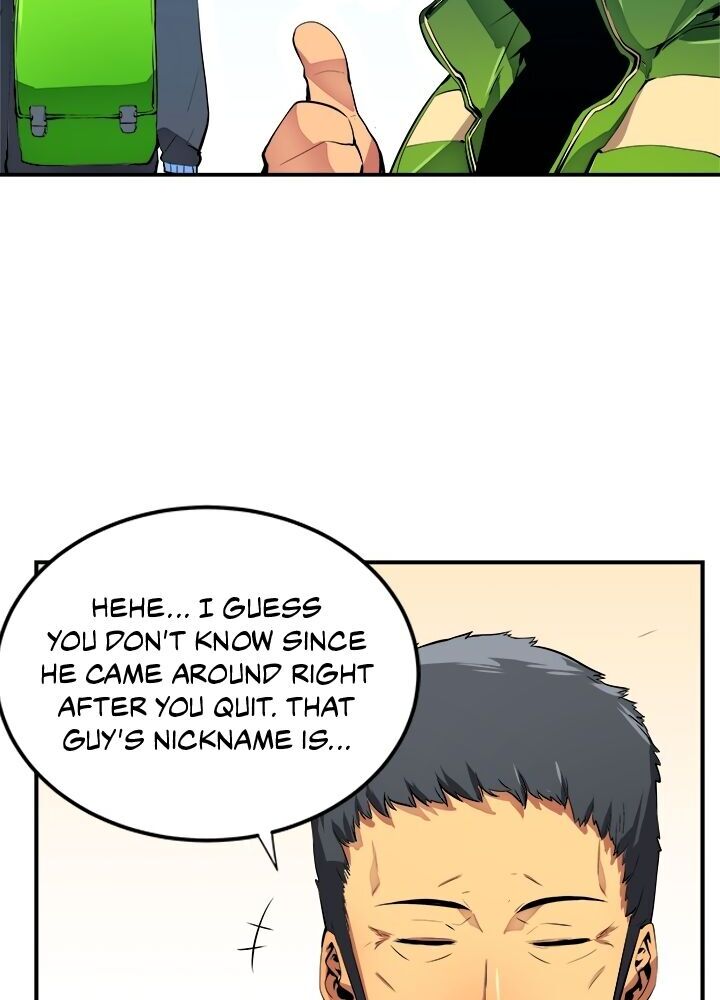 HEHE... I GUESS
YOU DON'T KNOW SINCE
HE CAME AROUND RIGHT
AFTER YOU QUIT. THAT
GUY'S NICKNAME IS...